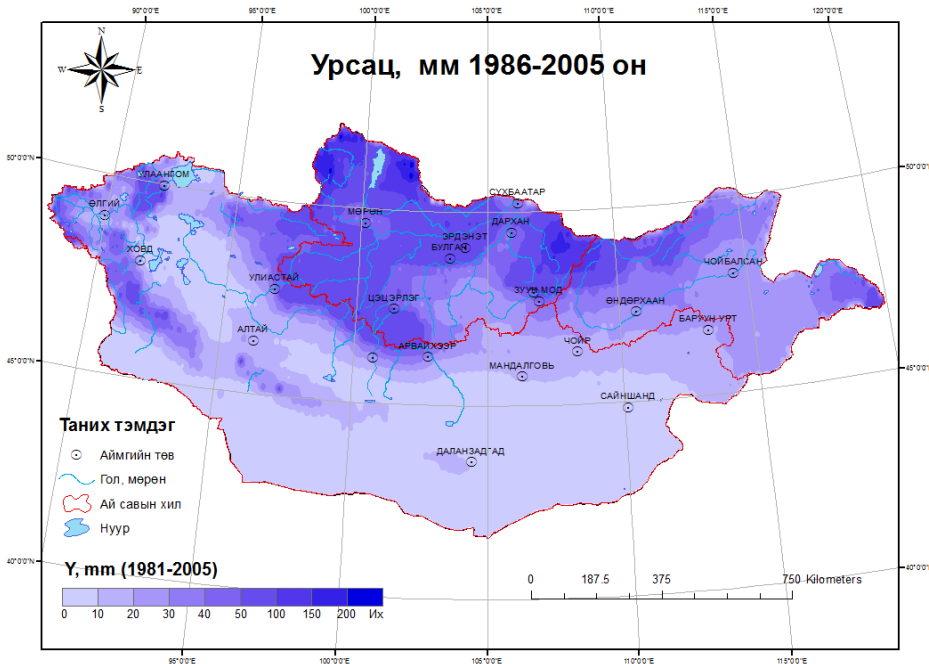 90°0'0"E 95°0'0"E 100°0'0"E 105°0'0"E 110°0'0"E 115°0'0"E 120°0'0"E
N
W E
S
Урсац, мм 1986-2005 он
50°0'0"N
50°0'0"N
УЛААНГОМ
ӨЛГИЙ
СҮХБААТАР
МӨРӨН
ДАРХАН
ЭРДЭНЭТ
БУЛГАН
ХОВД
ЧОЙБАЛСАН
УЛИАСТАЙ
ЗУУН МОД
ЦЭЦЭРЛЭГ
ӨНДӨРХААН
БАРУУН УРТ
АЛТАЙ
ЧОЙР
АРВАЙХЭЭР
45°0'0"N
МАНДАЛГОВЬ
45°0'0"N
САЙНШАНД
Таних тэмдэг
Аймгийн төв
ДАЛАНЗАДГАД
Гол, мөрөн
Ай савын хил
Нуур
40°0'0"N
40°0'0"N
Y, mm (1981-2005)
0 10 20 30 40 50 100 150 200 Их
0 187.5 375 750 Kilometers
95°0'0"E 100°0'0"E 105°0'0"E 110°0'0"E 115°0'0"E